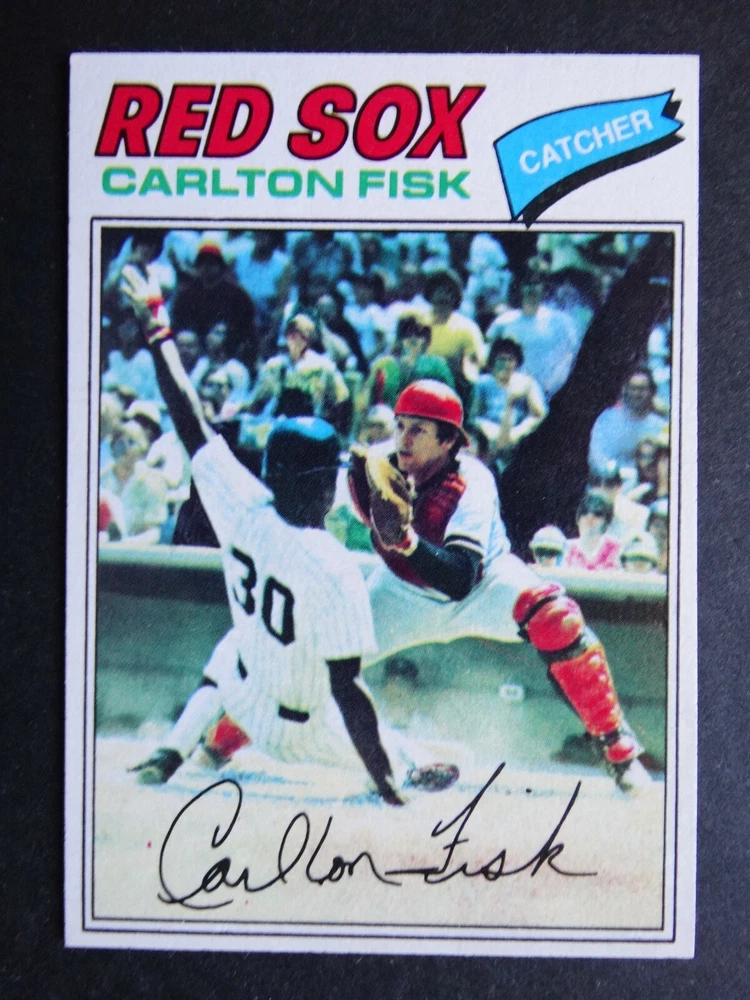 RED SOX
CATCHER
CARLTON FISK
30
Carlton Fisk